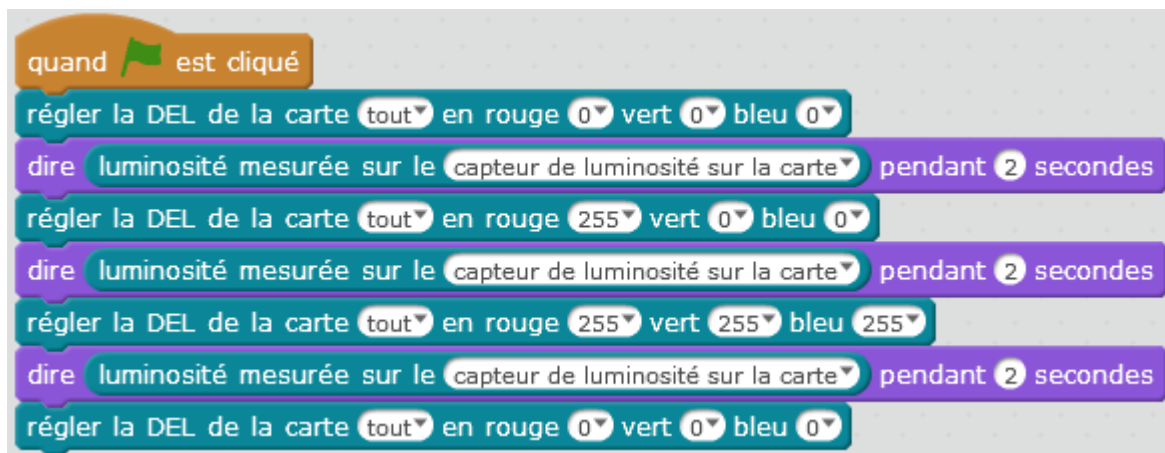 quand est cliqué
régler la DEL de la carte tout en rouge 0 vert 0 bleu 0
dire luminosité mesurée sur le capteur de luminosité sur la carte pendant 2 secondes
régler la DEL de la carte tout en rouge 255 vert 0 bleu 0
dire luminosité mesurée sur le capteur de luminosité sur la carte pendant 2 secondes
régler la DEL de la carte tout en rouge 255 vert 255 bleu 255
dire luminosité mesurée sur le capteur de luminosité sur la carte pendant 2 secondes
régler la DEL de la carte tout en rouge 0 vert 0 bleu 0